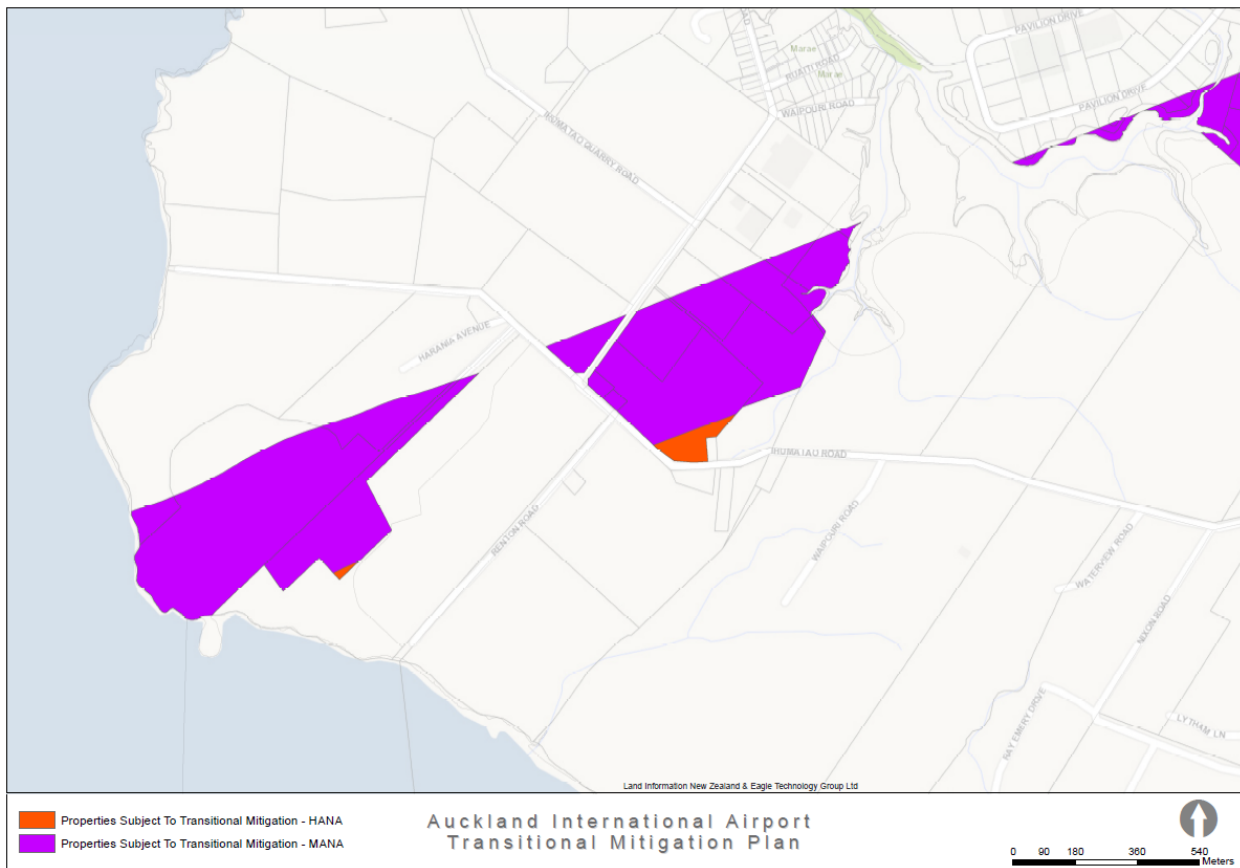 PAVILION DRIVE
ROAD
Marae
RUAITI ROAD
Marae
PAVILION DRIVE
WAIPOURI ROAD
IHUMATAO QUARRY ROAD
HARANIA AVENUE
RENTON ROAD
IHUMATAO ROAD
WAIPOURI ROAD
WATERVIEW ROAD
NIXON ROAD
RAY EMERY DRIVE
LYTHAM LN
Land Information New Zealand & Eagle Technology Group Ltd
Properties Subject To Transitional Mitigation - HANA
Properties Subject To Transitional Mitigation - MANA
Auckland International Airport
Transitional Mitigation Plan
0 90 180 360 540
Meters